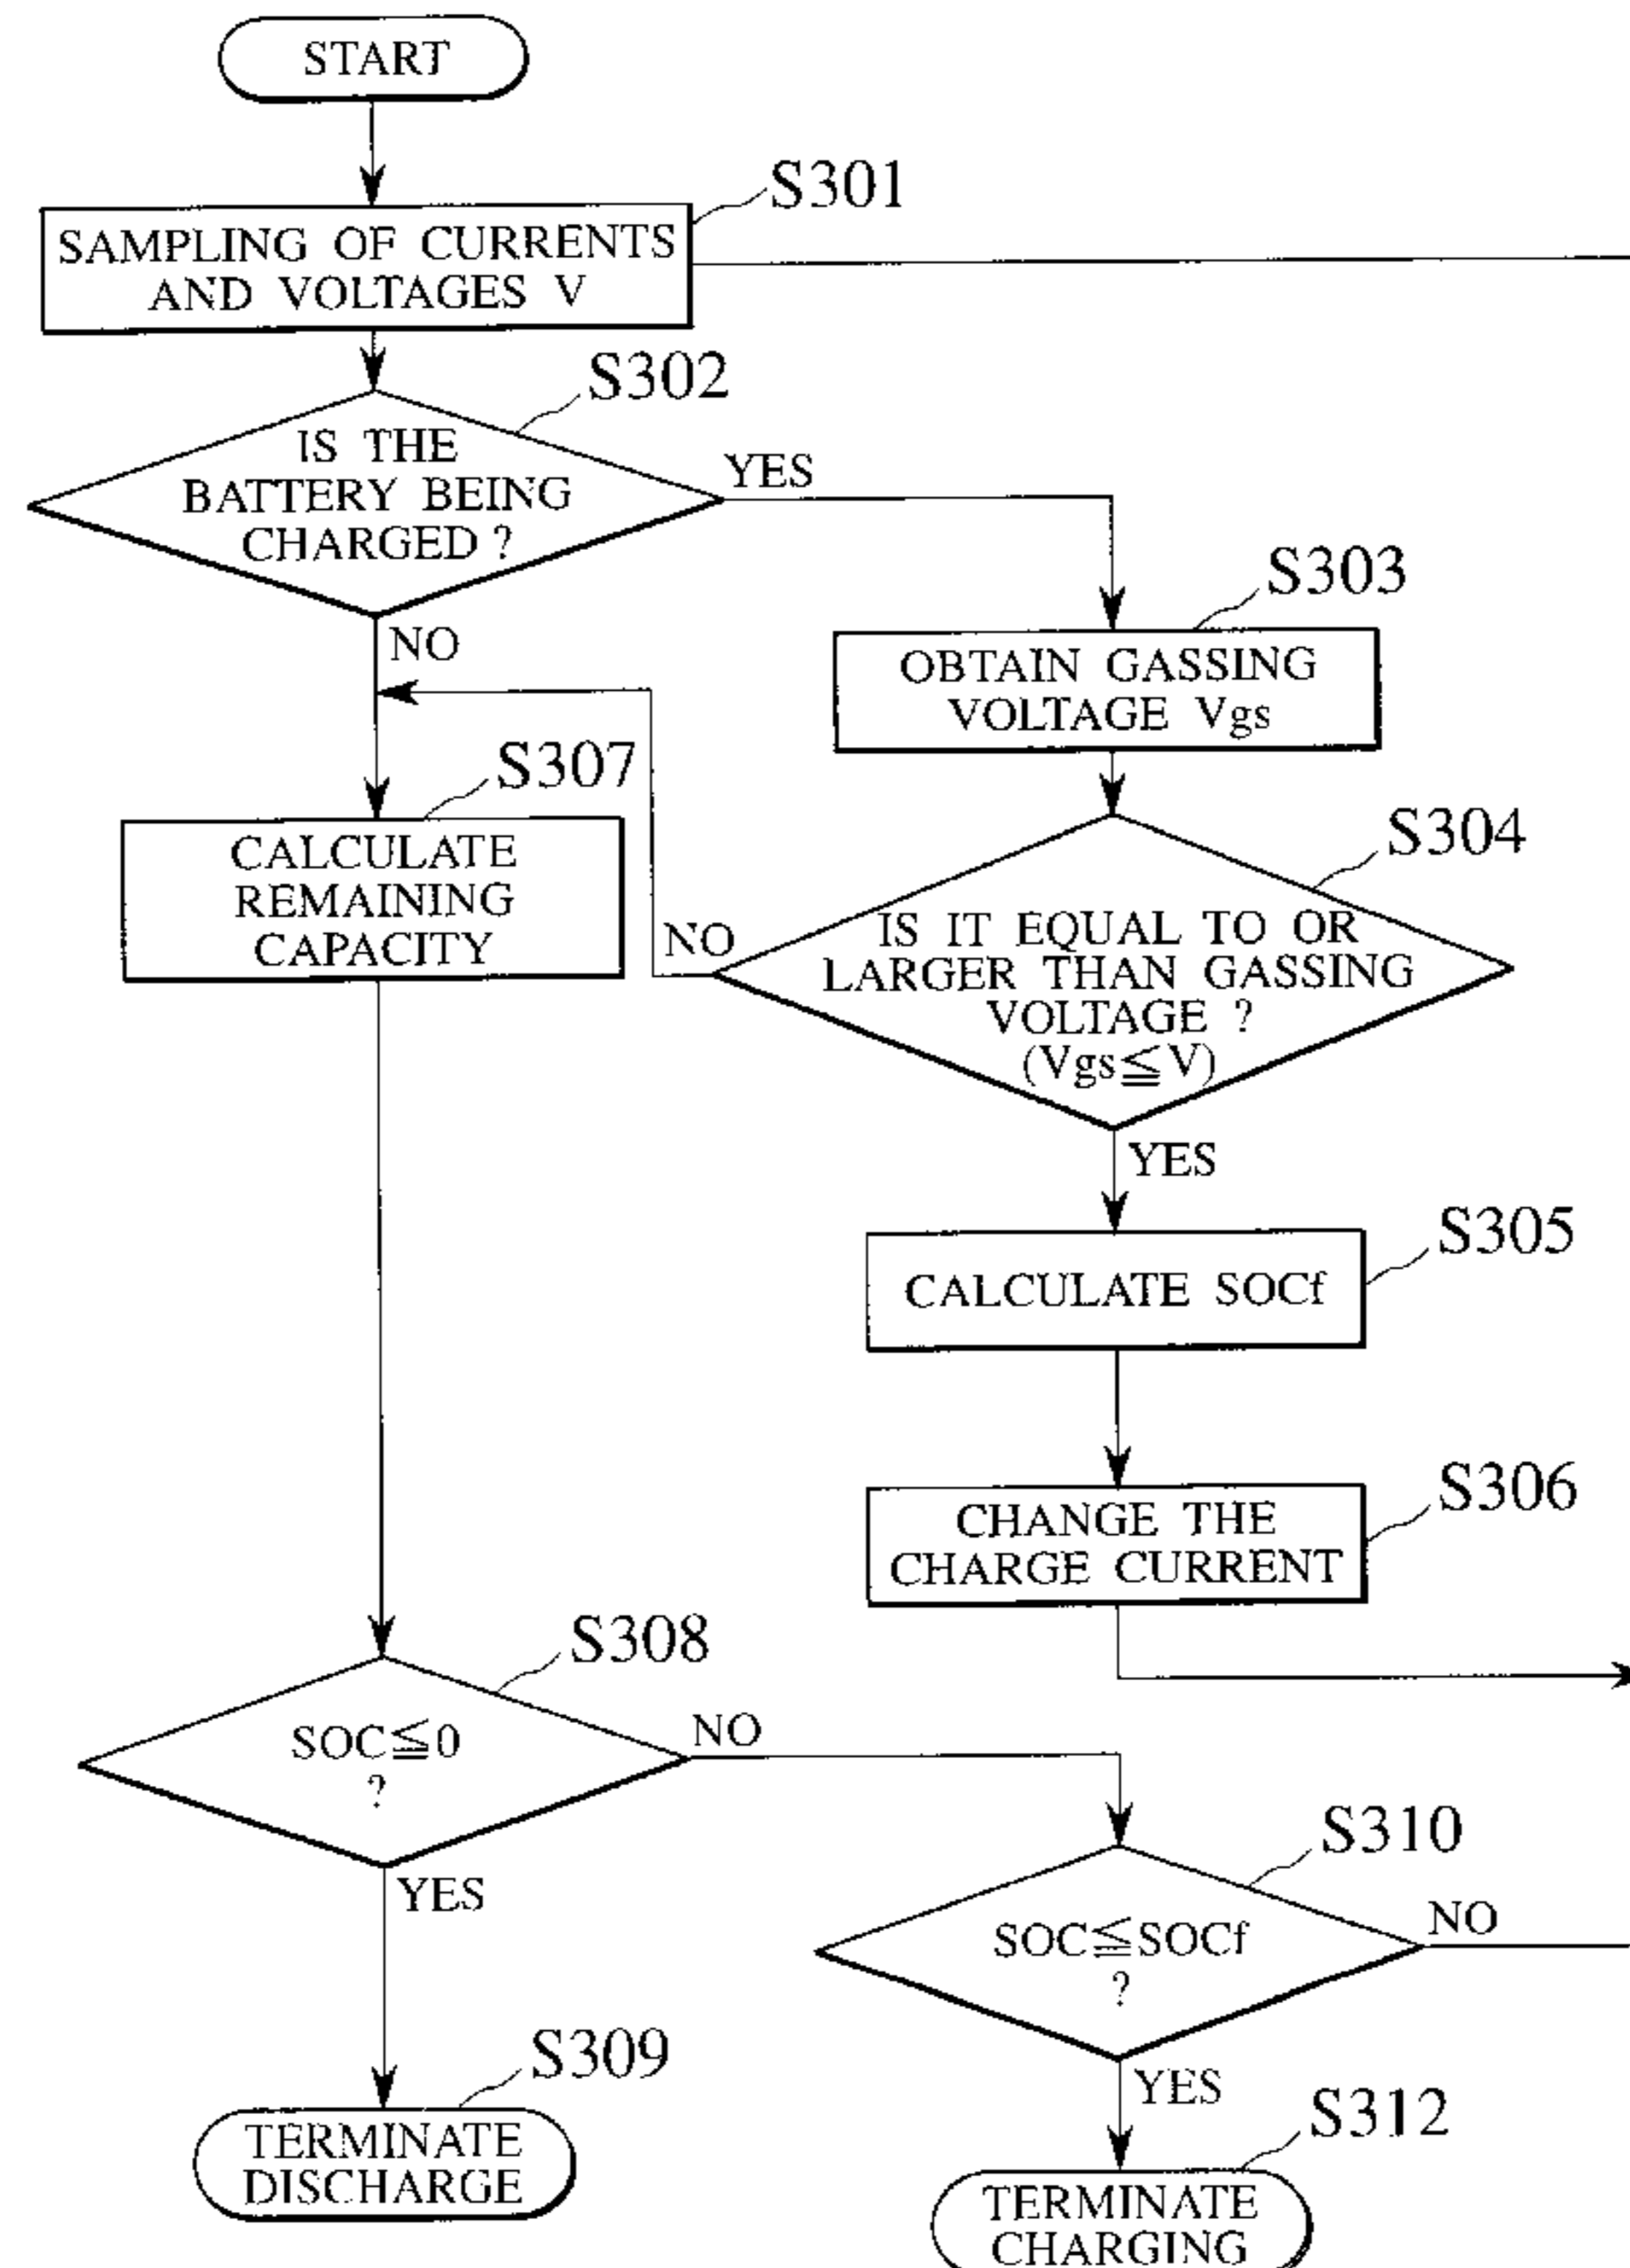 START
S301
SAMPLING OF CURRENTS
AND VOLTAGES V
S302
IS THE
BATTERY BEING
CHARGED ?
YES
NO
S303
OBTAIN GASSING
VOLTAGE Vgs
S307
CALCULATE
REMAINING
CAPACITY
S304
IS IT EQUAL TO OR
LARGER THAN GASSING
VOLTAGE ?
(Vgs≦V)
NO
YES
S305
CALCULATE SOCf
S306
CHANGE THE
CHARGE CURRENT
S308
SOC≦0
?
NO
YES
S310
SOC≦SOCf
?
NO
YES
S309
TERMINATE
DISCHARGE
S312
TERMINATE
CHARGING